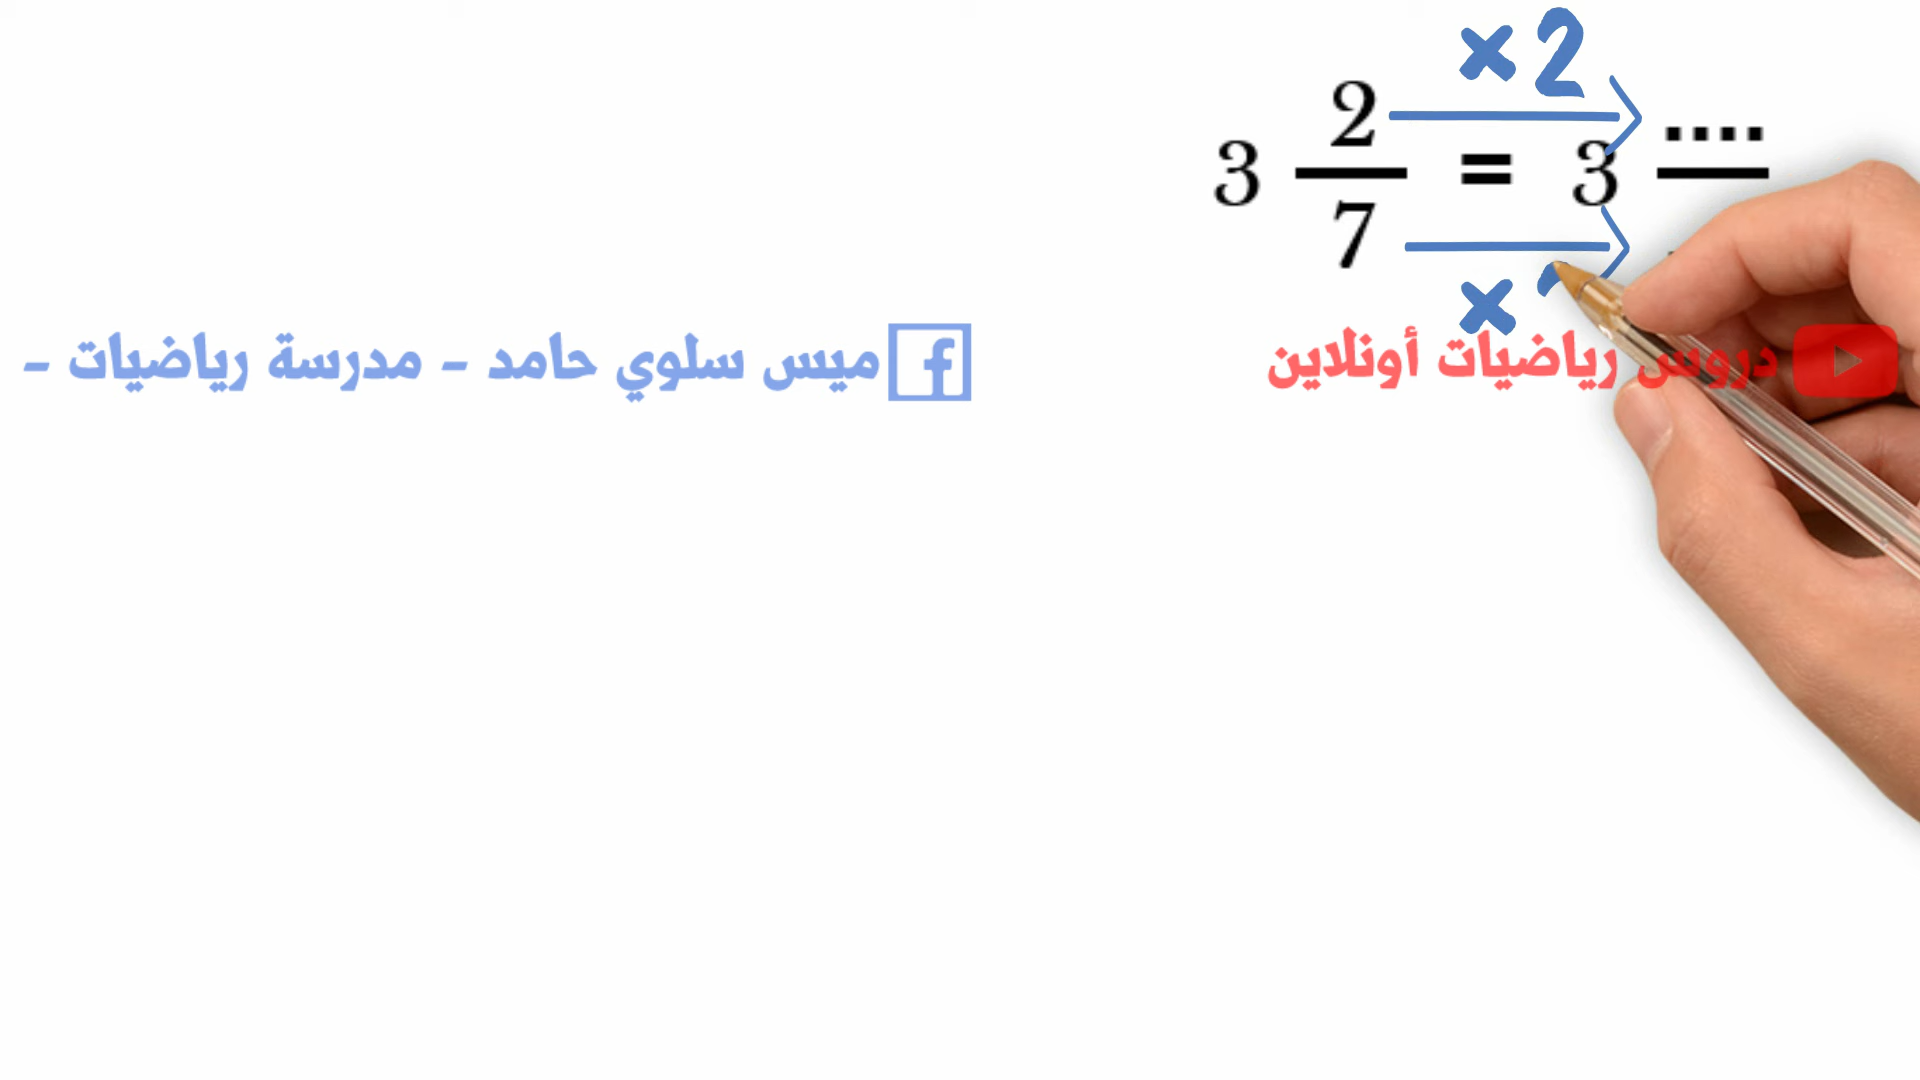 ×2
3 2/7 = 3 ..../
×
دروس رياضيات أونلاين
ميس سلوي حامد - مدرسة رياضيات -